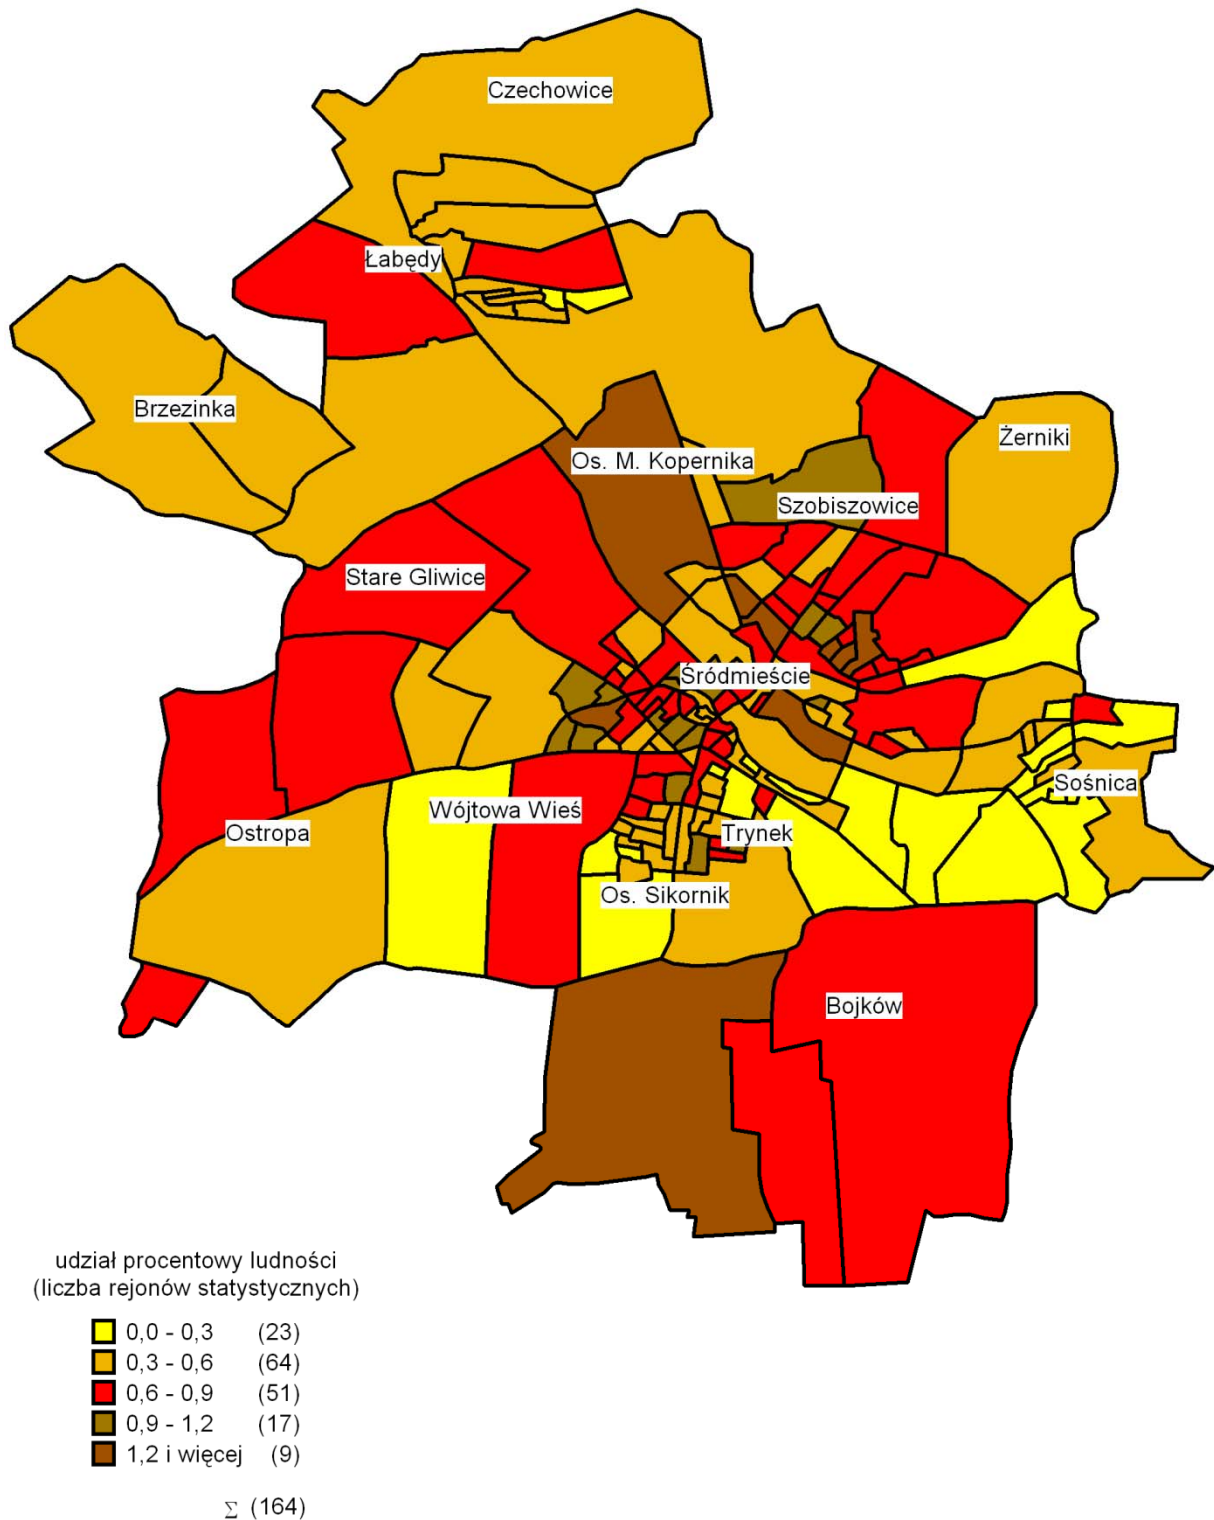 Czechowice
Łabędy
Brzezinka
Żerniki
Os. M. Kopernika
Szobiszowice
Stare Gliwice
Śródmieście
Sośnica
Wójtowa Wieś
Ostropa
Trynek
Os. Sikornik
Bojków
udział procentowy ludności
(liczba rejonów statystycznych)
0,0 - 0,3 (23)
0,3 - 0,6 (64)
0,6 - 0,9 (51)
0,9 - 1,2 (17)
1,2 i więcej (9)
Σ (164)